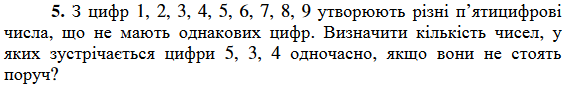 5. З цифр 1, 2, 3, 4, 5, 6, 7, 8, 9 утворюють різні п’ятицифрові
числа, що не мають однакових цифр. Визначити кількість чисел, у
яких зустрічається цифри 5, 3, 4 одночасно, якщо вони не стоять
поруч?